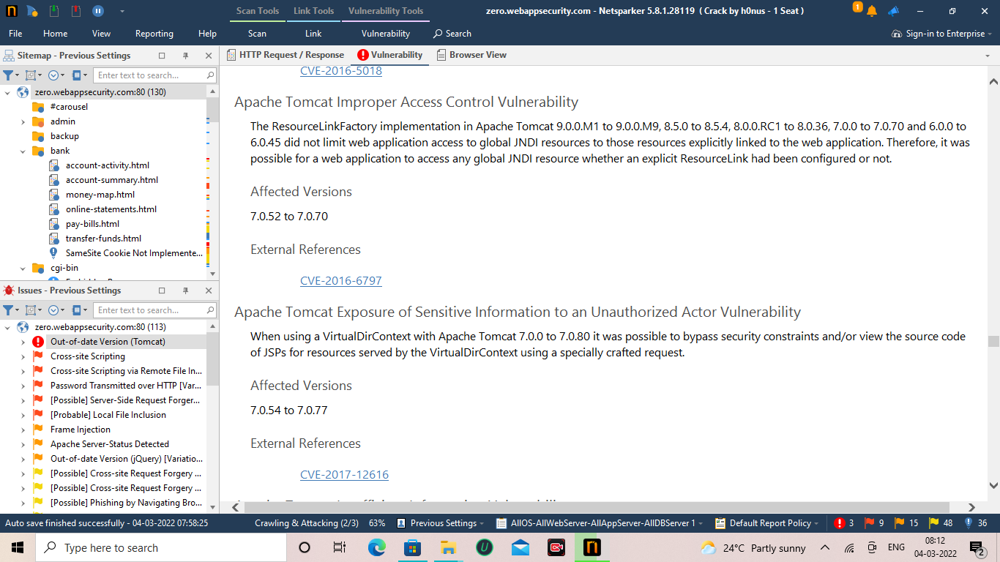 Scan Tools Link Tools Vulnerability Tools zero.webappsecurity.com - Netsparker 5.8.1.28119 ( Crack by h0nus - 1 Seat ) 1
File Home View Reporting Help Scan Link Vulnerability Search Sign-in to Enterprise
Sitemap - Previous Settings
Enter text to search...
zero.webappsecurity.com:80 (130)
#carousel
admin
backup
bank
account-activity.html
account-summary.html
money-map.html
online-statements.html
pay-bills.html
transfer-funds.html
SameSite Cookie Not Implemente...
cgi-bin
Issues - Previous Settings
Enter text to search...
zero.webappsecurity.com:80 (113)
Out-of-date Version (Tomcat)
Cross-site Scripting
Cross-site Scripting via Remote File In...
Password Transmitted over HTTP [Var...
[Possible] Server-Side Request Forger...
[Probable] Local File Inclusion
Frame Injection
Apache Server-Status Detected
Out-of-date Version (jQuery) [Variatio...
[Possible] Cross-site Request Forgery ...
[Possible] Cross-site Request Forgery ...
[Possible] Phishing by Navigating Bro...
HTTP Request / Response Vulnerability Browser View
CVE-2016-5018
Apache Tomcat Improper Access Control Vulnerability
The ResourceLinkFactory implementation in Apache Tomcat 9.0.0.M1 to 9.0.0.M9, 8.5.0 to 8.5.4, 8.0.0.RC1 to 8.0.36, 7.0.0 to 7.0.70 and 6.0.0 to
6.0.45 did not limit web application access to global JNDI resources to those resources explicitly linked to the web application. Therefore, it was
possible for a web application to access any global JNDI resource whether an explicit ResourceLink had been configured or not.
Affected Versions
7.0.52 to 7.0.70
External References
CVE-2016-6797
Apache Tomcat Exposure of Sensitive Information to an Unauthorized Actor Vulnerability
When using a VirtualDirContext with Apache Tomcat 7.0.0 to 7.0.80 it was possible to bypass security constraints and/or view the source code
of JSPs for resources served by the VirtualDirContext using a specially crafted request.
Affected Versions
7.0.54 to 7.0.77
External References
CVE-2017-12616
Auto save finished successfully - 04-03-2022 07:58:25 Crawling & Attacking (2/3) 63% Previous Settings AllOS-AllWebServer-AllAppServer-AllDBServer 1 Default Report Policy 3 9 15 48 36
Type here to search 24°C Partly sunny ENG 08:12
04-03-2022 2